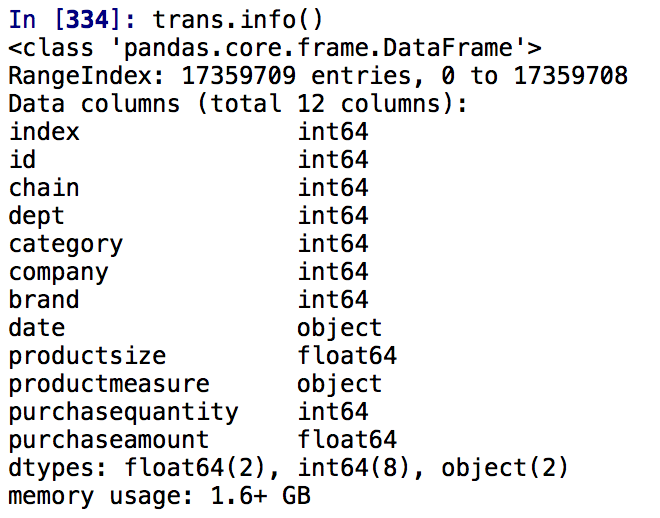 In [334]: trans.info()
<class 'pandas.core.frame.DataFrame'>
RangeIndex: 17359709 entries, 0 to 17359708
Data columns (total 12 columns):
index               int64
id                  int64
chain               int64
dept                int64
category            int64
company             int64
brand               int64
date                object
productsize         float64
productmeasure      object
purchasequantity    int64
purchaseamount      float64
dtypes: float64(2), int64(8), object(2)
memory usage: 1.6+ GB